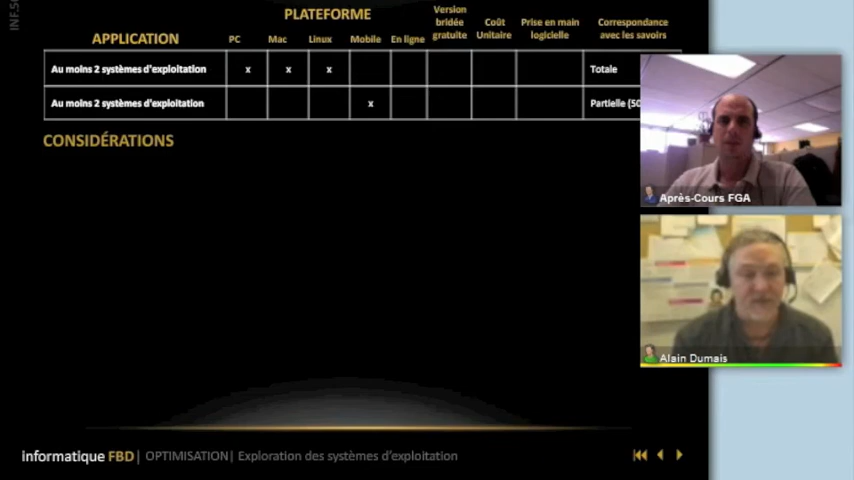 PLATEFORME
Version bridée gratuite
Coût Unitaire
Prise en main logicielle
Correspondance avec les savoirs
APPLICATION
PC
Mac
Linux
Mobile
En ligne
Au moins 2 systèmes d'exploitation x x x Totale
Au moins 2 systèmes d'exploitation x Partielle (50
CONSIDÉRATIONS
Après-Cours FGA
Alain Dumais
informatique FBD| OPTIMISATION| Exploration des systèmes d'exploitation